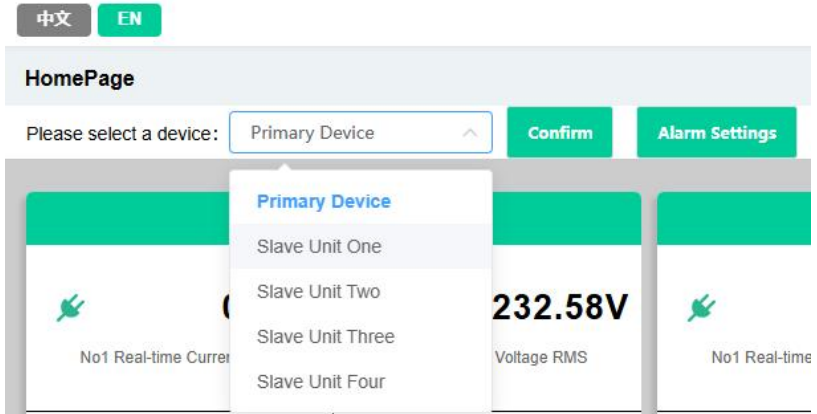 中文 EN
HomePage
Please select a device: Primary Device Confirm Alarm Settings
Primary Device
Slave Unit One
Slave Unit Two
Slave Unit Three
Slave Unit Four
232.58V
No1 Real-time Voltage RMS No1 Real-time